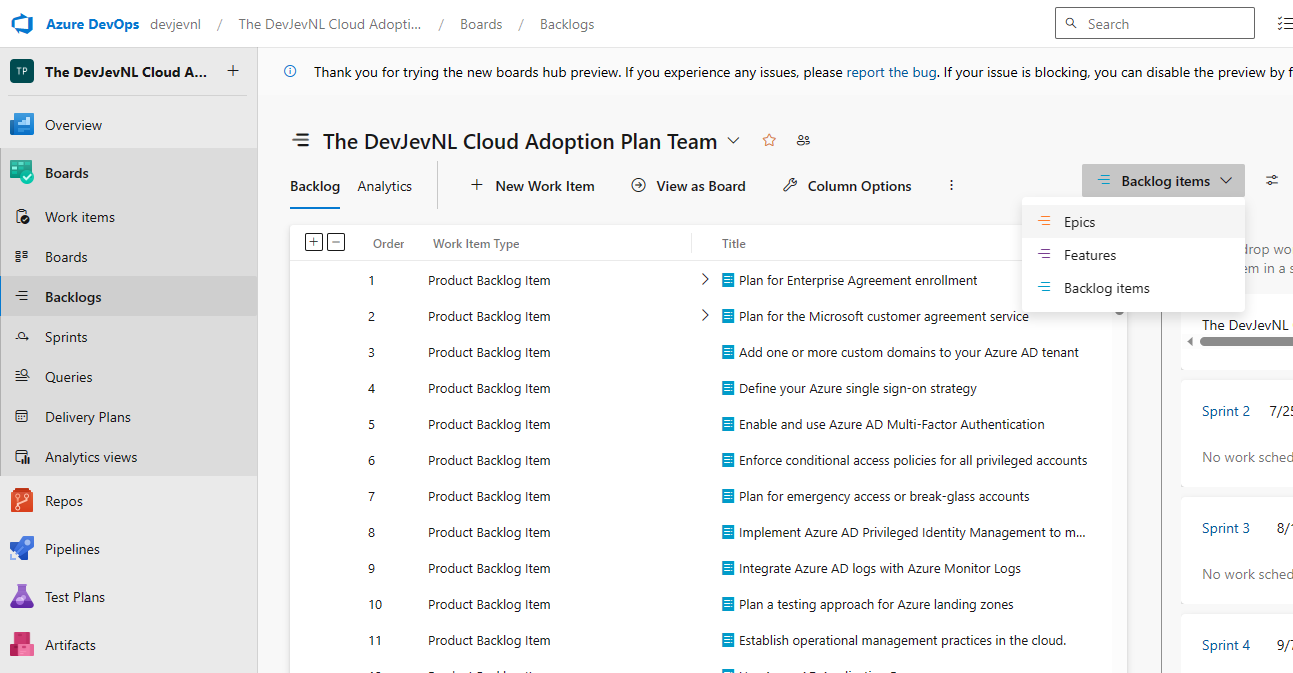 Azure DevOps devjevnl / The DevJevNL Cloud Adopti... / Boards / Backlogs
Search
TP The DevJevNL Cloud A... +
Overview
Boards
Work items
Boards
Backlogs
Sprints
Queries
Delivery Plans
Analytics views
Repos
Pipelines
Test Plans
Artifacts
Thank you for trying the new boards hub preview. If you experience any issues, please report the bug. If your issue is blocking, you can disable the preview by f
The DevJevNL Cloud Adoption Plan Team
Backlog Analytics + New Work Item View as Board Column Options Backlog items
Epics
Features
Backlog items
Order Work Item Type Title
1 Product Backlog Item Plan for Enterprise Agreement enrollment
2 Product Backlog Item Plan for the Microsoft customer agreement service
3 Product Backlog Item Add one or more custom domains to your Azure AD tenant
4 Product Backlog Item Define your Azure single sign-on strategy
5 Product Backlog Item Enable and use Azure AD Multi-Factor Authentication
6 Product Backlog Item Enforce conditional access policies for all privileged accounts
7 Product Backlog Item Plan for emergency access or break-glass accounts
8 Product Backlog Item Implement Azure AD Privileged Identity Management to m...
9 Product Backlog Item Integrate Azure AD logs with Azure Monitor Logs
10 Product Backlog Item Plan a testing approach for Azure landing zones
11 Product Backlog Item Establish operational management practices in the cloud.
drop wo
em in a s
The DevJevNL
Sprint 2 7/25
No work sched
Sprint 3 8/1
No work sched
Sprint 4 9/7